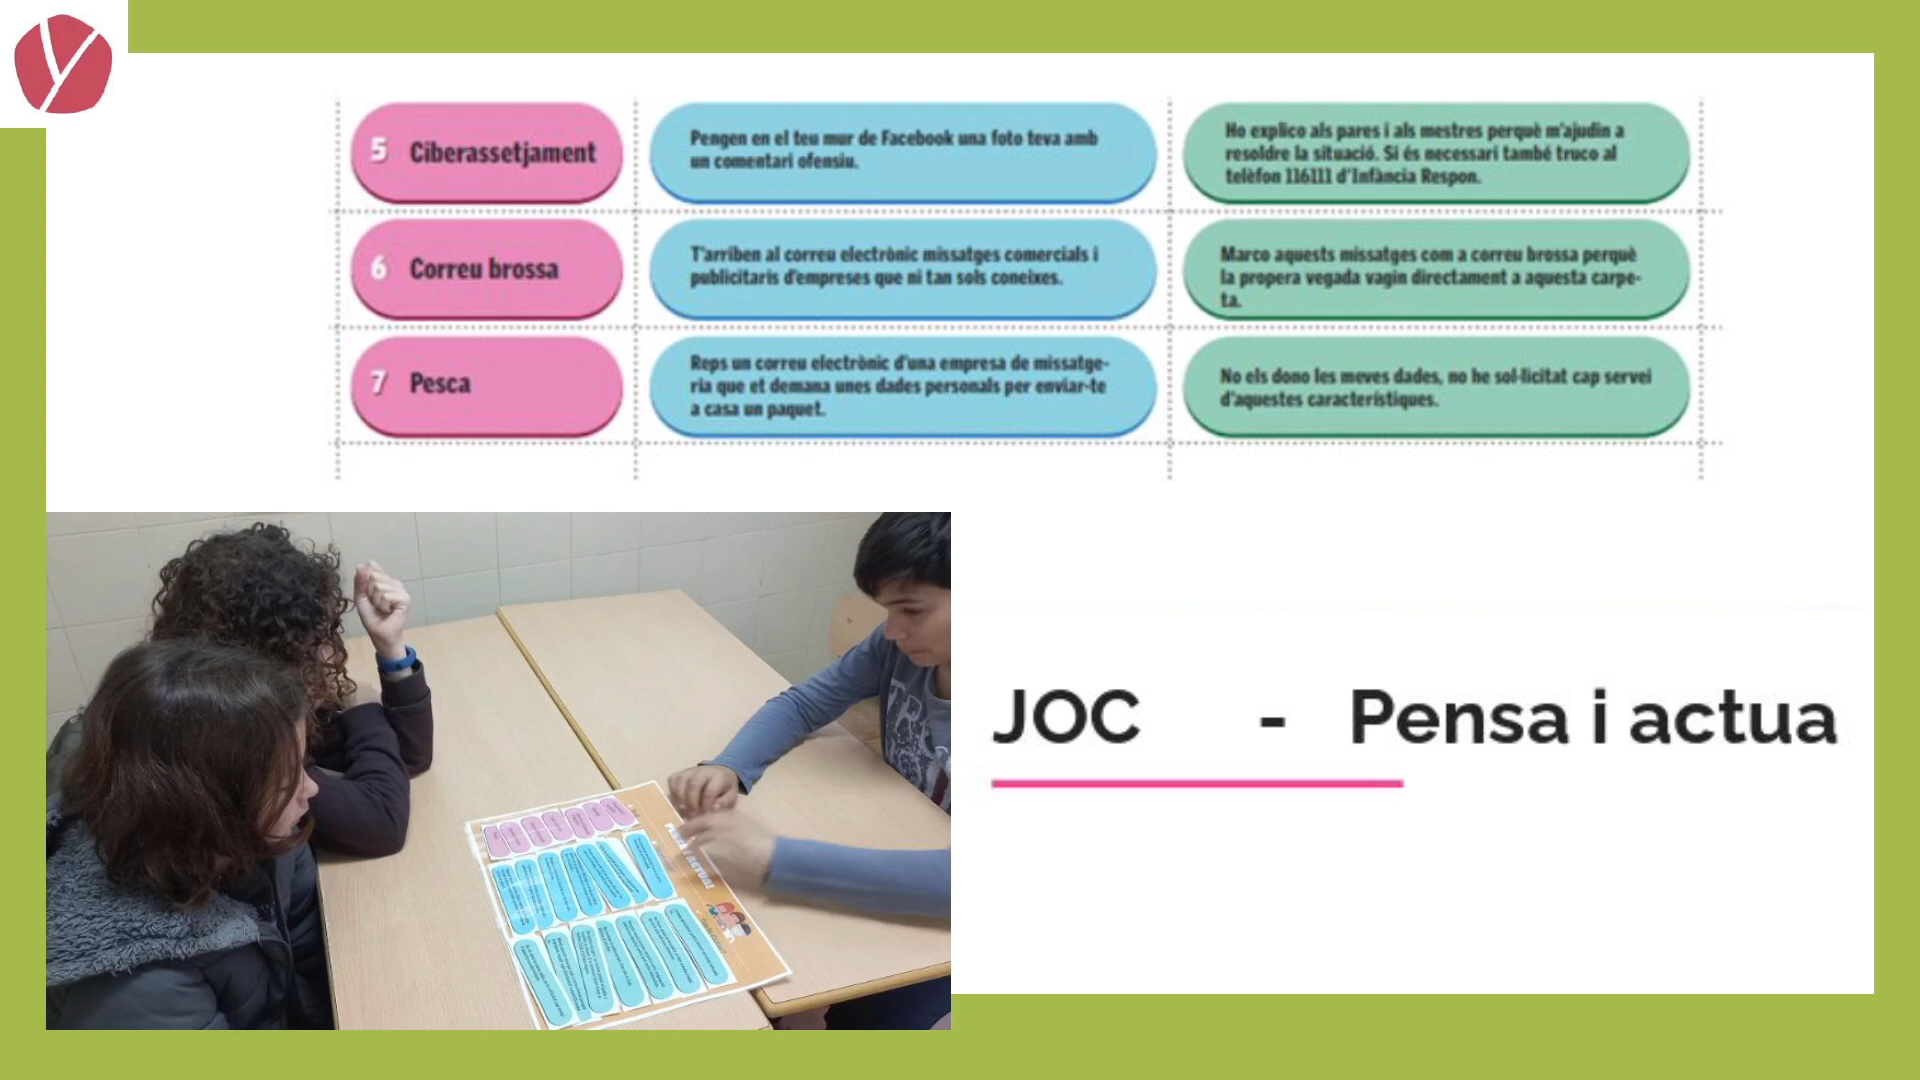 5 Ciberassetjament
Pengen en el teu mur de Facebook una foto teva amb
un comentari ofensiu.
Ho explico als pares i als mestres perquè m'ajudin a
resoldre la situació. Si és necessari també truco al
telèfon 116111 d'Infància Respon.
6 Correu brossa
T'arriben al correu electrònic missatges comercials i
publicitaris d'empreses que ni tan sols coneixes.
Marco aquests missatges com a correu brossa perquè
la propera vegada vagin directament a aquesta carpe-
ta.
7 Pesca
Reps un correu electrònic d'una empresa de missatge-
ria que et demana unes dades personals per enviar-te
a casa un paquet.
No els dono les meves dades, no he sol·licitat cap servei
d'aquestes característiques.
JOC - Pensa i actua